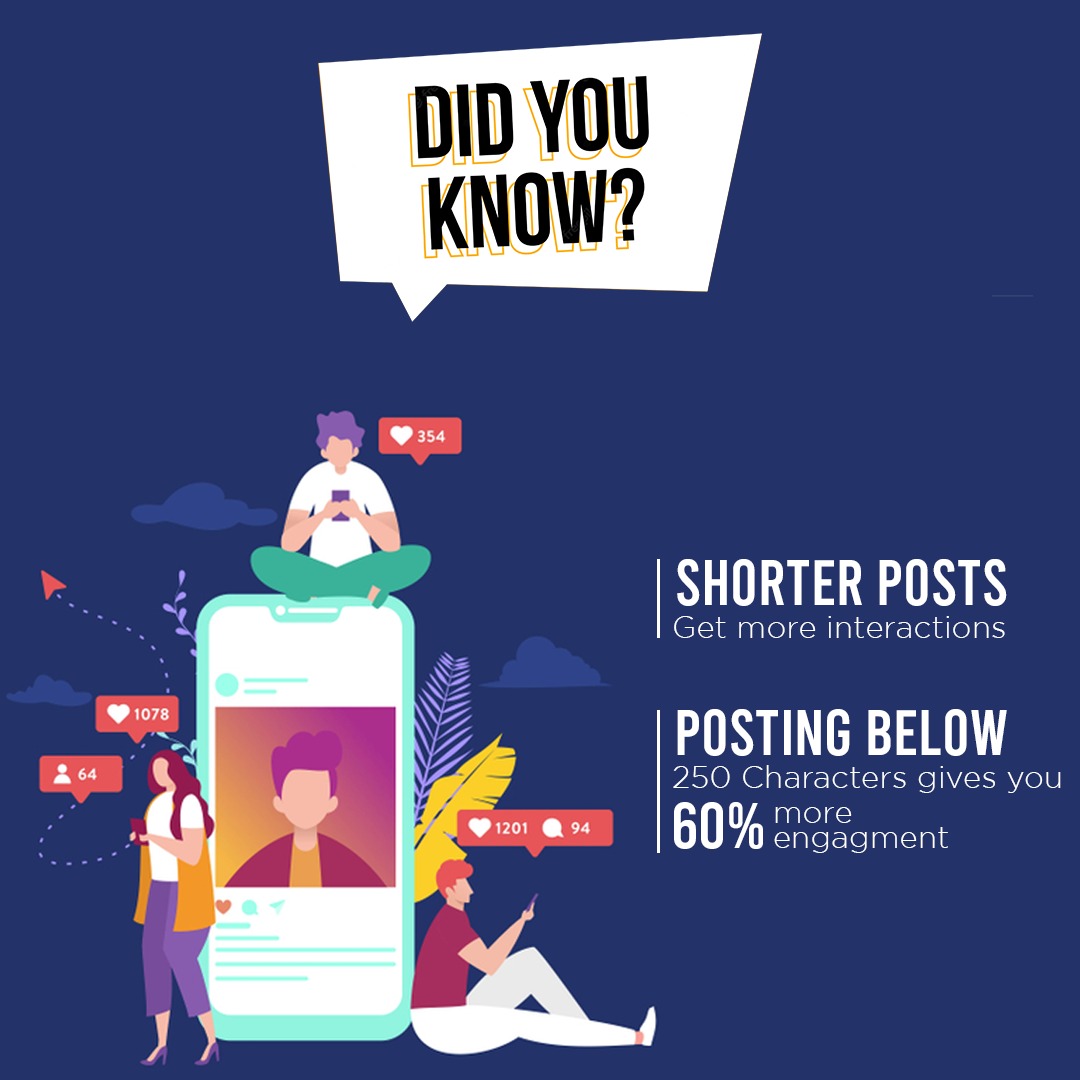 DID YOU
KNOW?
354
SHORTER POSTS
Get more interactions
1078
64
POSTING BELOW
250 Characters gives you
60% more
engagment
1201 94